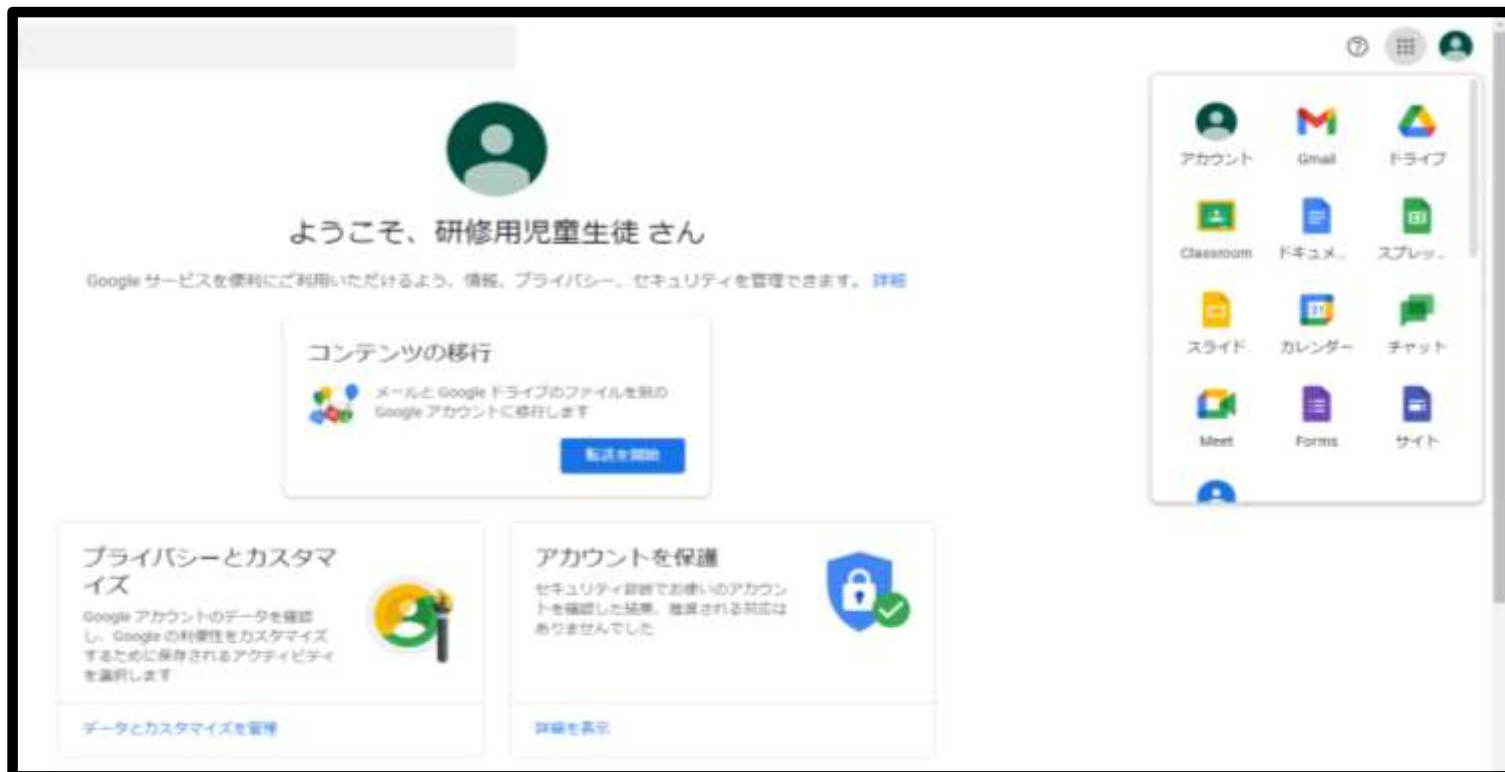 アカウント
Gmail
ドライブ
Classroom
ドキュメ...
スプレッ...
スライド
カレンダー
31
チャット
Meet
Forms
サイト
ようこそ、研修用児童生徒 さん
Google サービスを便利にご利用いただけるよう、情報、プライバシー、セキュリティを管理できます。 詳細
コンテンツの移行
メールと Google ドライブのファイルを別の
Google アカウントに移行します
転送を開始
プライバシーとカスタマ
イズ
Google アカウントのデータを確認
し、Google の利便性をカスタマイズ
するために保存されるアクティビティ
を選択します
データとカスタマイズを管理
アカウントを保護
セキュリティ診断でお使いのアカウン
トを確認した結果、推奨される対応は
ありませんでした
詳細を表示